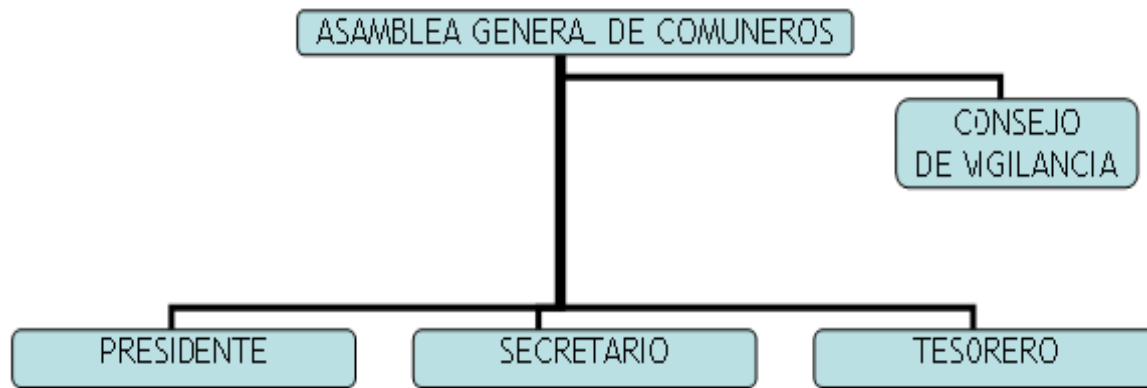 ASAMBLEA GENERAL DE COMUNEROS
CONSEJO
DE VIGILANCIA
PRESIDENTE
SECRETARIO
TESORERO